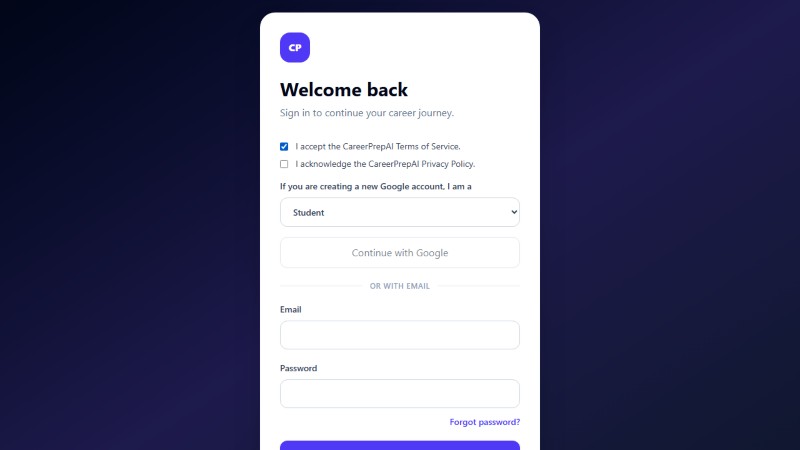 CP
Welcome back
Sign in to continue your career journey.
I accept the CareerPrepAI Terms of Service.
I acknowledge the CareerPrepAI Privacy Policy.
If you are creating a new Google account, I am a
Student
Continue with Google
OR WITH EMAIL
Email
Password
Forgot password?